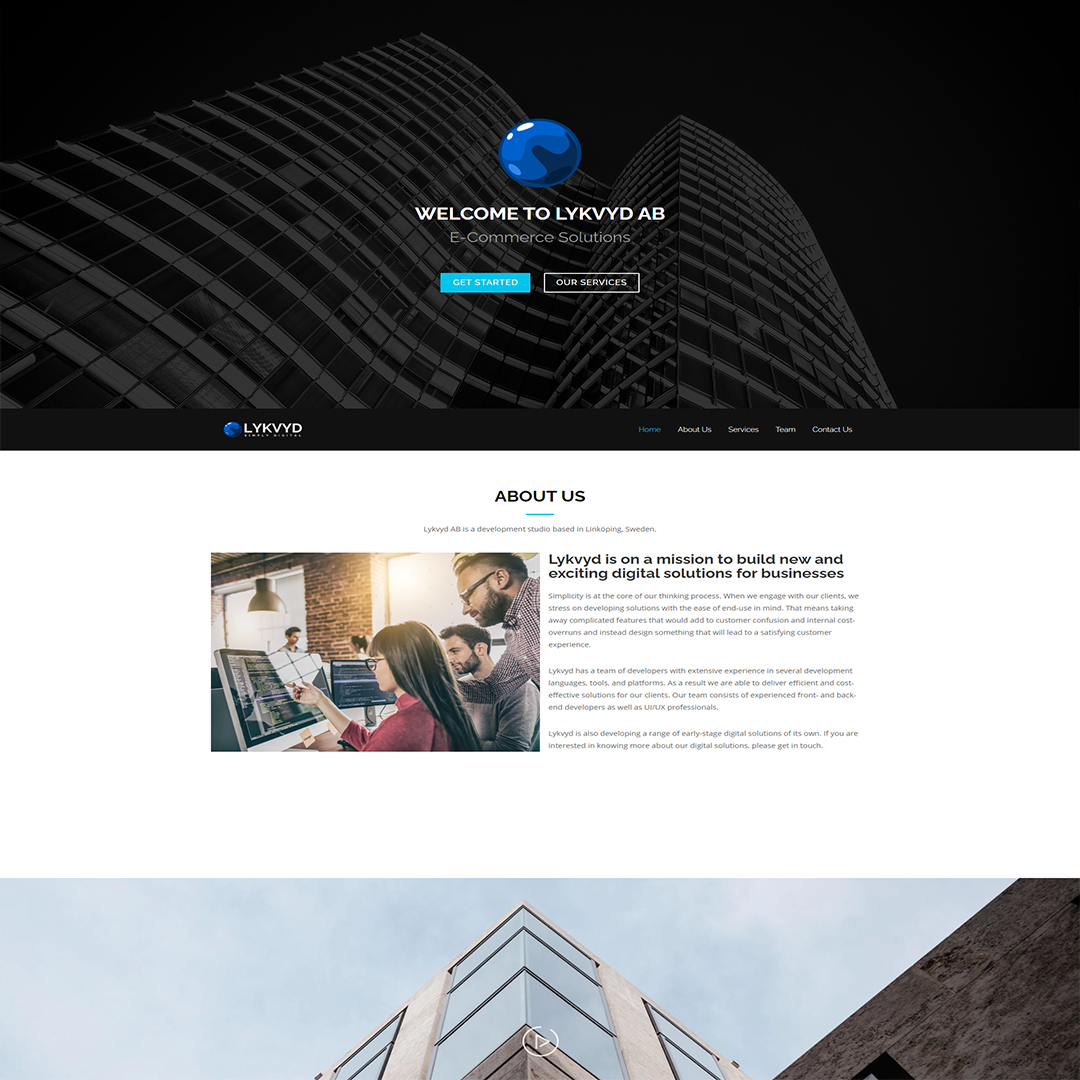 WELCOME TO LYKVYD AB
E-Commerce Solutions
GET STARTED OUR SERVICES
LYKVYD
SIMPLY DIGITAL
Home About Us Services Team Contact Us
ABOUT US
Lykvyd AB is a development studio based in Linköping, Sweden.
Lykvyd is on a mission to build new and
exciting digital solutions for businesses
Simplicity is at the core of our thinking process. When we engage with our clients, we
stress on developing solutions with the ease of end-use in mind. That means taking
away complicated features that would add to customer confusion and internal cost-
overruns and instead design something that will lead to a satisfying customer
experience.
Lykvyd has a team of developers with extensive experience in several development
languages, tools, and platforms. As a result we are able to deliver efficient and cost-
effective solutions for our clients. Our team consists of experienced front- and back-
end developers as well as UI/UX professionals.
Lykvyd is also developing a range of early-stage digital solutions of its own. If you are
interested in knowing more about our digital solutions, please get in touch.